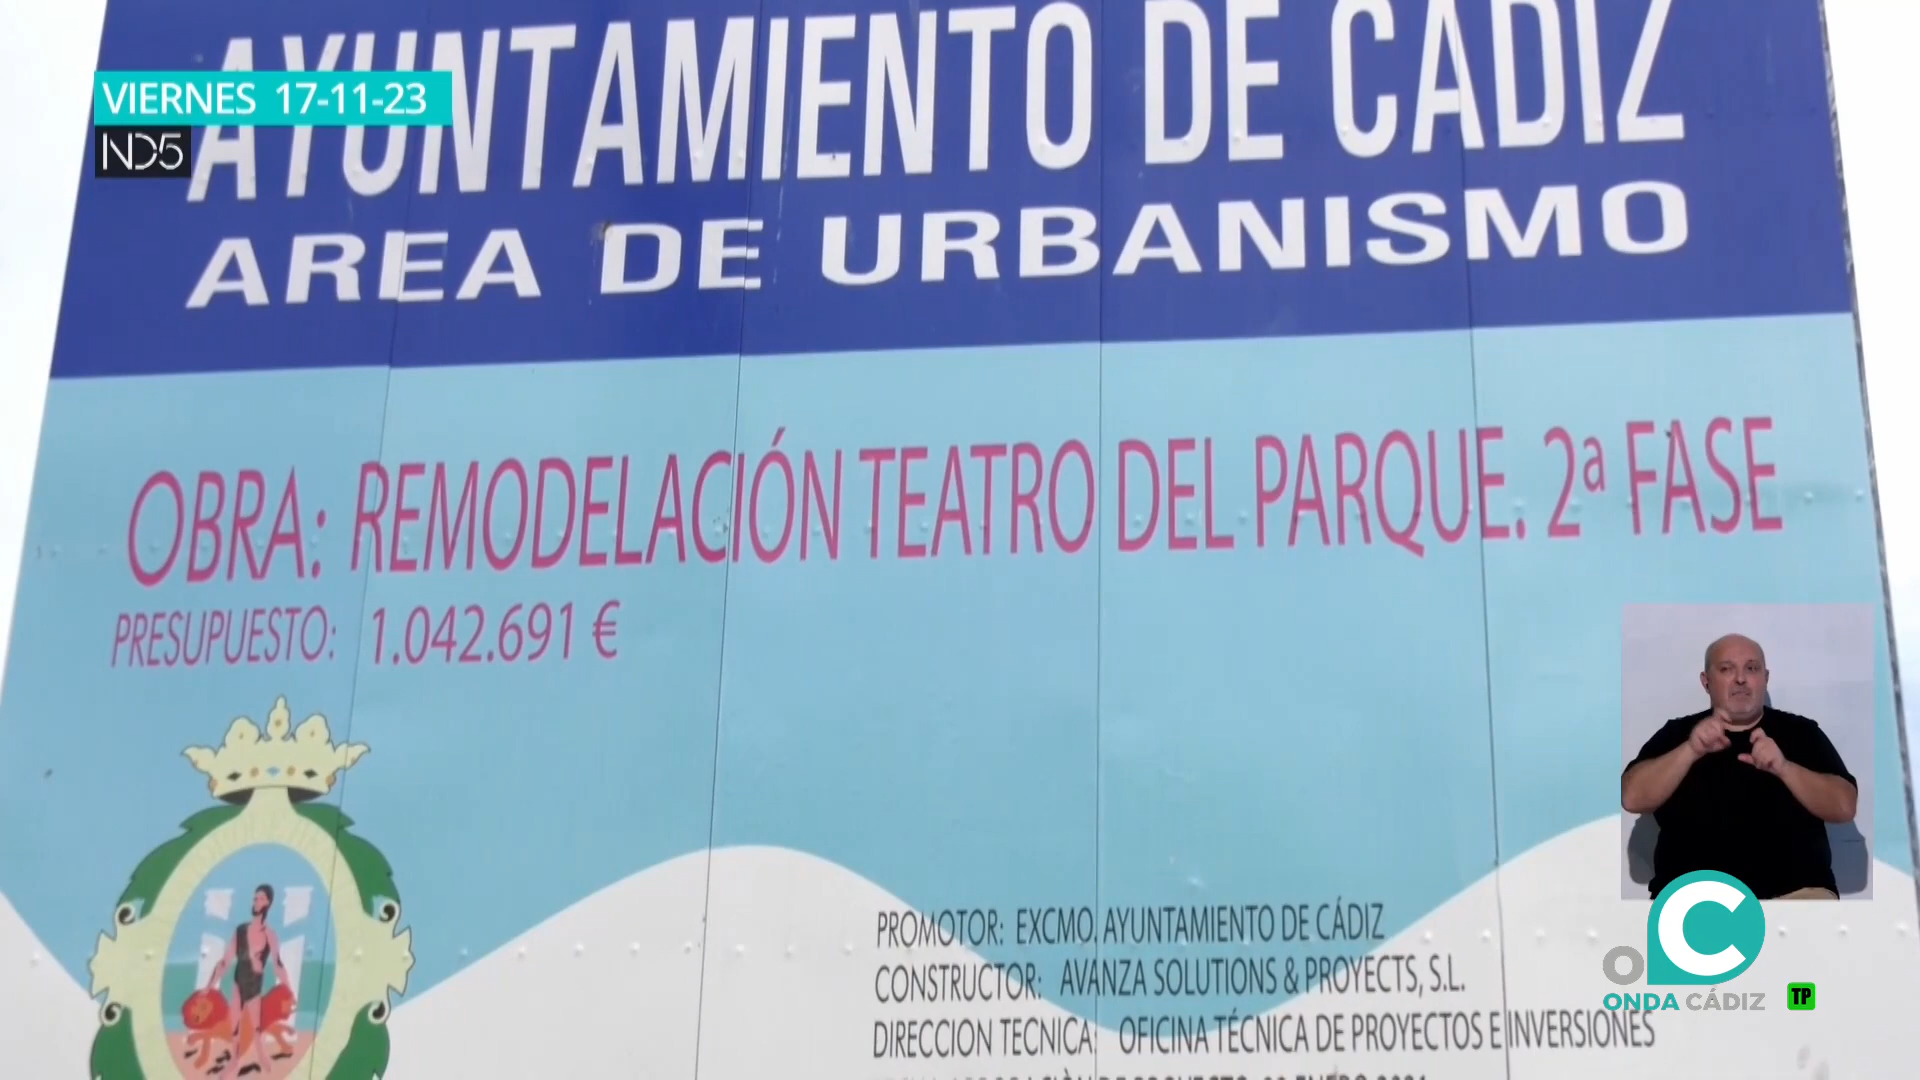 AYUNTAMIENTO DE CÁDIZ
VIERNES 17-11-23
ND5
AREA DE URBANISMO
OBRA: REMODELACIÓN TEATRO DEL PARQUE. 2ª FASE
PRESUPUESTO: 1.042.691 €
PROMOTOR: EXCMO. AYUNTAMIENTO DE CÁDIZ
CONSTRUCTOR: AVANZA SOLUTIONS & PROYECTS, S.L.
DIRECCION TECNICA: OFICINA TÉCNICA DE PROYECTOS E INVERSIONES
O C
ONDA CÁDIZ
TP